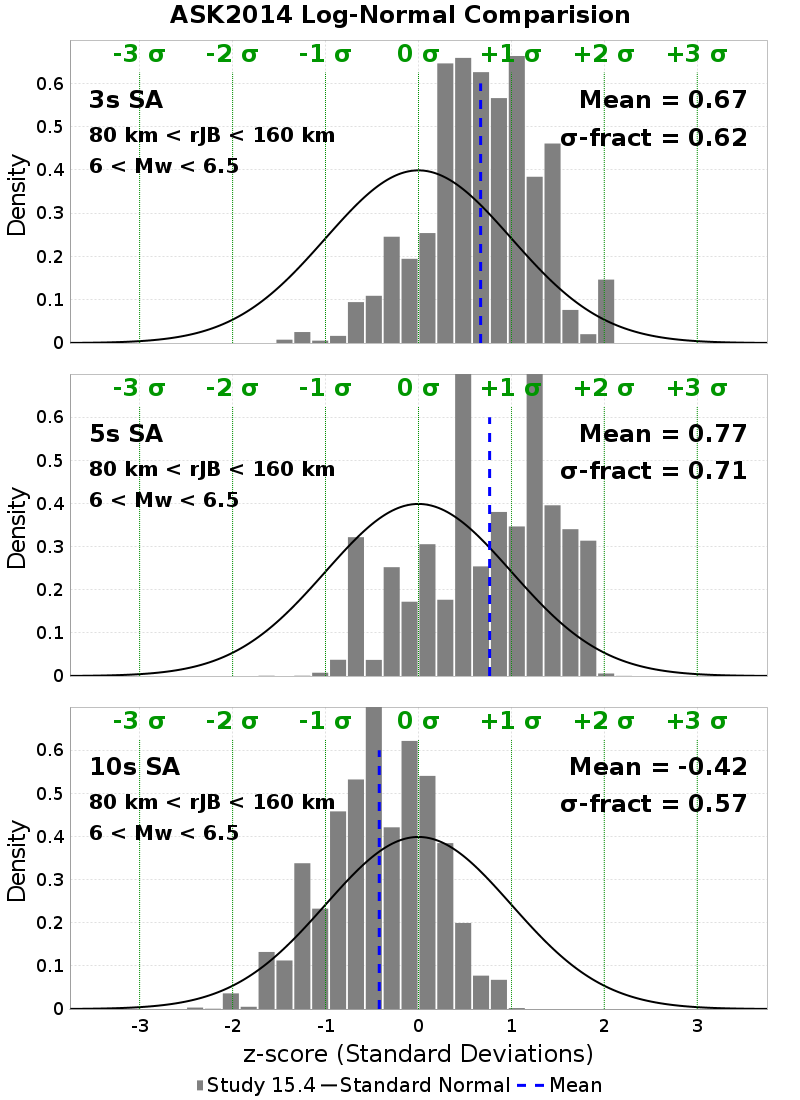 ASK2014 Log-Normal Comparision
-3 σ -2 σ -1 σ 0 σ +1 σ +2 σ +3 σ
3s SA
80 km < rJB < 160 km
6 < Mw < 6.5
Mean = 0.67
σ-fract = 0.62
Density
0.6
0.5
0.4
0.3
0.2
0.1
0
-3 σ -2 σ -1 σ 0 σ +1 σ +2 σ +3 σ
5s SA
80 km < rJB < 160 km
6 < Mw < 6.5
Mean = 0.77
σ-fract = 0.71
Density
0.6
0.5
0.4
0.3
0.2
0.1
0
-3 σ -2 σ -1 σ 0 σ +1 σ +2 σ +3 σ
10s SA
80 km < rJB < 160 km
6 < Mw < 6.5
Mean = -0.42
σ-fract = 0.57
Density
0.6
0.5
0.4
0.3
0.2
0.1
0
-3 -2 -1 0 1 2 3
z-score (Standard Deviations)
Study 15.4 Standard Normal Mean